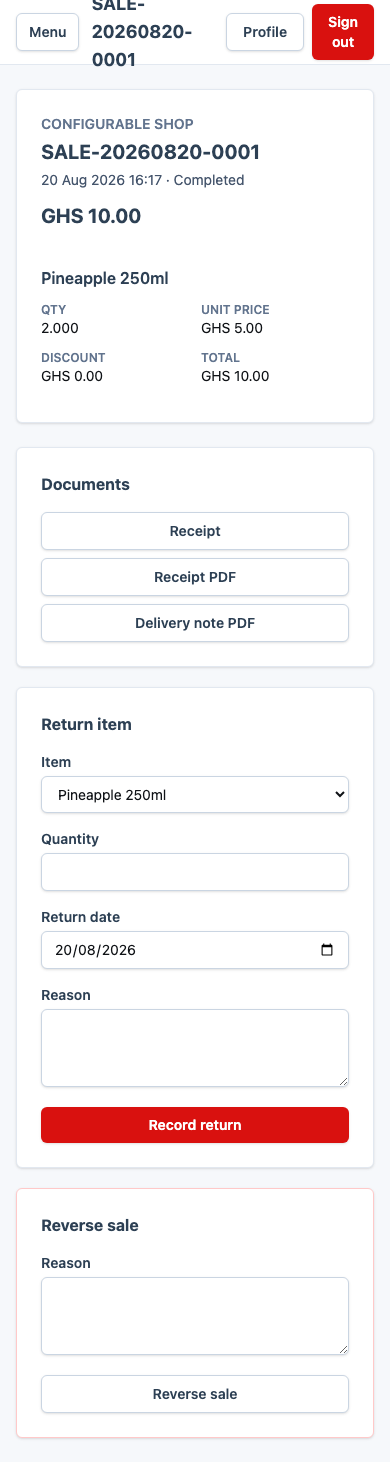 Menu
SALE-
20260820-
0001
Profile
Sign
out
CONFIGURABLE SHOP
SALE-20260820-0001
20 Aug 2026 16:17 · Completed
GHS 10.00
Pineapple 250ml
QTY
UNIT PRICE
2.000
GHS 5.00
DISCOUNT
TOTAL
GHS 0.00
GHS 10.00
Documents
Receipt
Receipt PDF
Delivery note PDF
Return item
Item
Pineapple 250ml
Quantity
Return date
20/08/2026
Reason
Record return
Reverse sale
Reason
Reverse sale